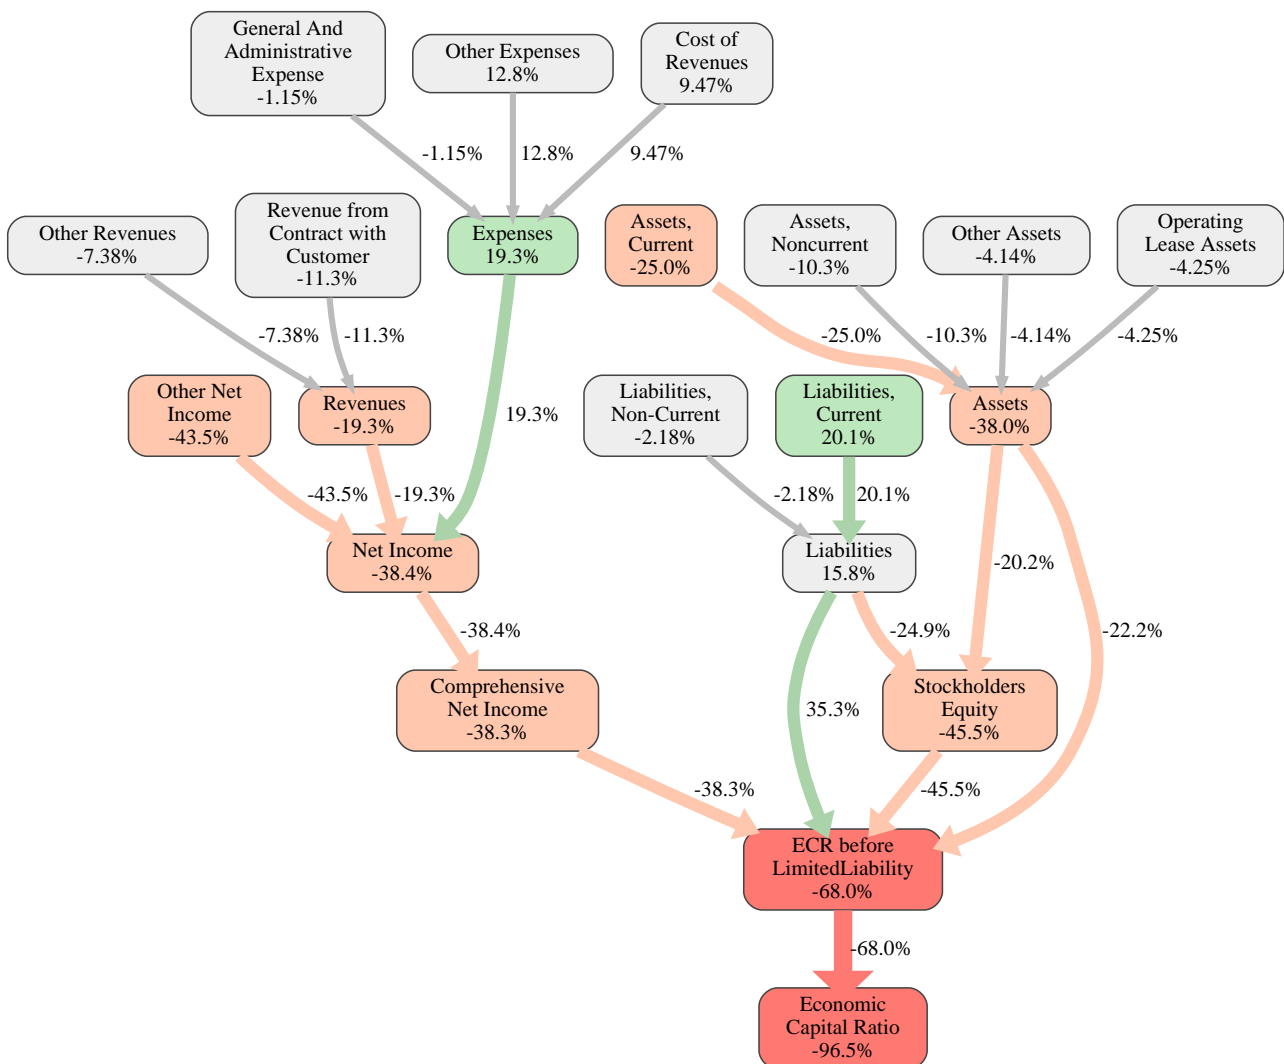 General And
Administrative
Expense
-1.15%
Other Expenses
12.8%
Cost of
Revenues
9.47%
-1.15%
12.8%
9.47%
Other Revenues
-7.38%
Revenue from
Contract with
Customer
-11.3%
Expenses
19.3%
Assets,
Current
-25.0%
Assets,
Noncurrent
-10.3%
Other Assets
-4.14%
Operating
Lease Assets
-4.25%
-7.38%
-11.3%
-25.0%
-10.3%
-4.14%
-4.25%
Other Net
Income
-43.5%
Revenues
-19.3%
19.3%
Liabilities,
Non-Current
-2.18%
Liabilities,
Current
20.1%
Assets
-38.0%
-43.5%
-19.3%
-2.18%
20.1%
Net Income
-38.4%
Liabilities
15.8%
-20.2%
-38.4%
-24.9%
-22.2%
Comprehensive
Net Income
-38.3%
35.3%
Stockholders
Equity
-45.5%
-38.3%
-45.5%
ECR before
LimitedLiability
-68.0%
-68.0%
Economic
Capital Ratio
-96.5%